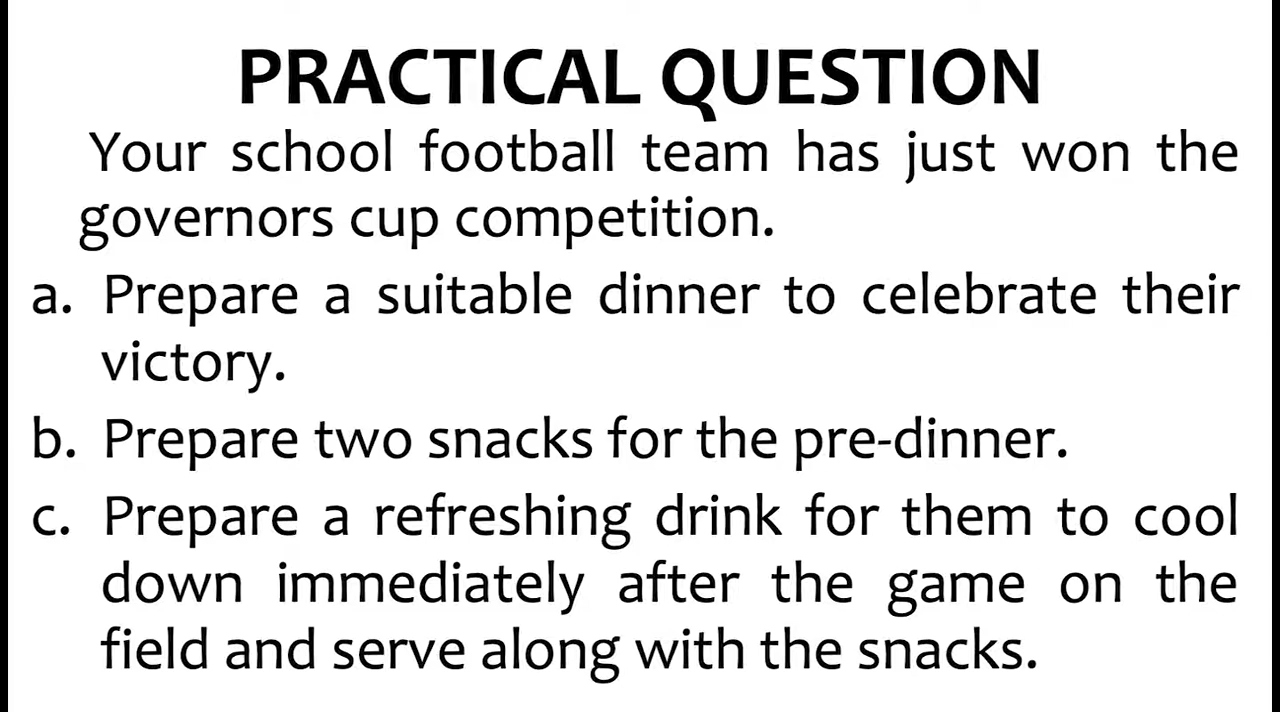 PRACTICAL QUESTION
Your school football team has just won the
governors cup competition.
a. Prepare a suitable dinner to celebrate their
victory.
b. Prepare two snacks for the pre-dinner.
c. Prepare a refreshing drink for them to cool
down immediately after the game on the
field and serve along with the snacks.